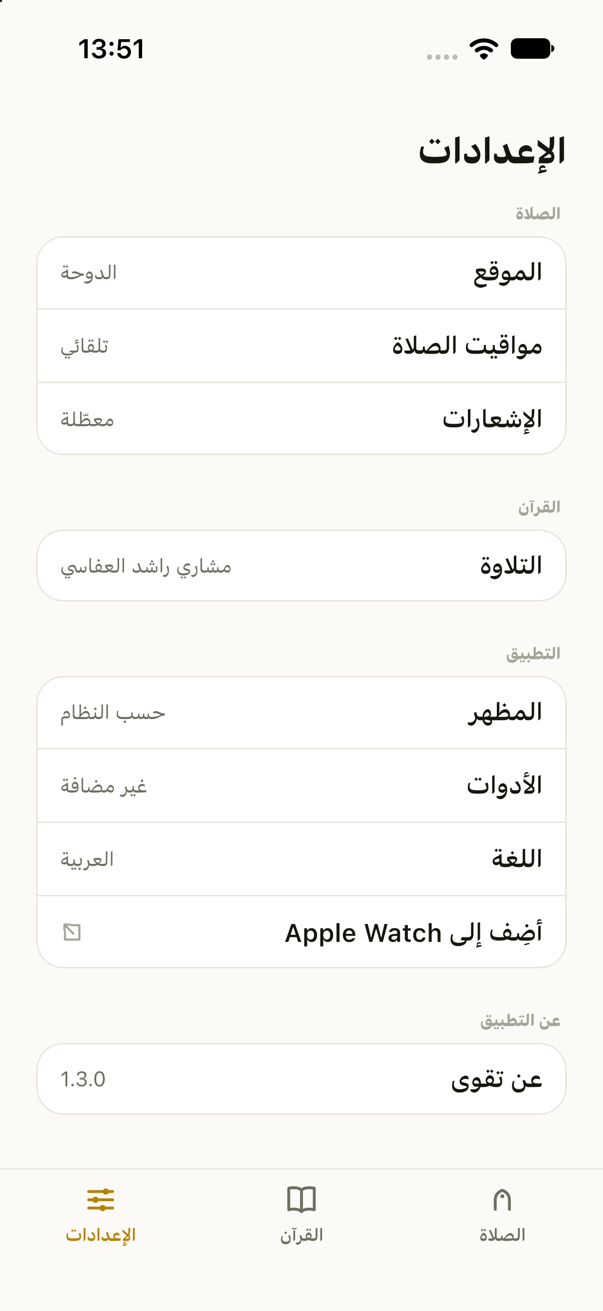 13:51
الإعدادات
الصلاة
الموقع الدوحة
مواقيت الصلاة تلقائي
الإشعارات معطّلة
القرآن
التلاوة مشاري راشد العفاسي
التطبيق
المظهر حسب النظام
الأدوات غير مضافة
اللغة العربية
أضِف إلى Apple Watch
عن التطبيق
عن تقوى 1.3.0
الصلاة القرآن الإعدادات